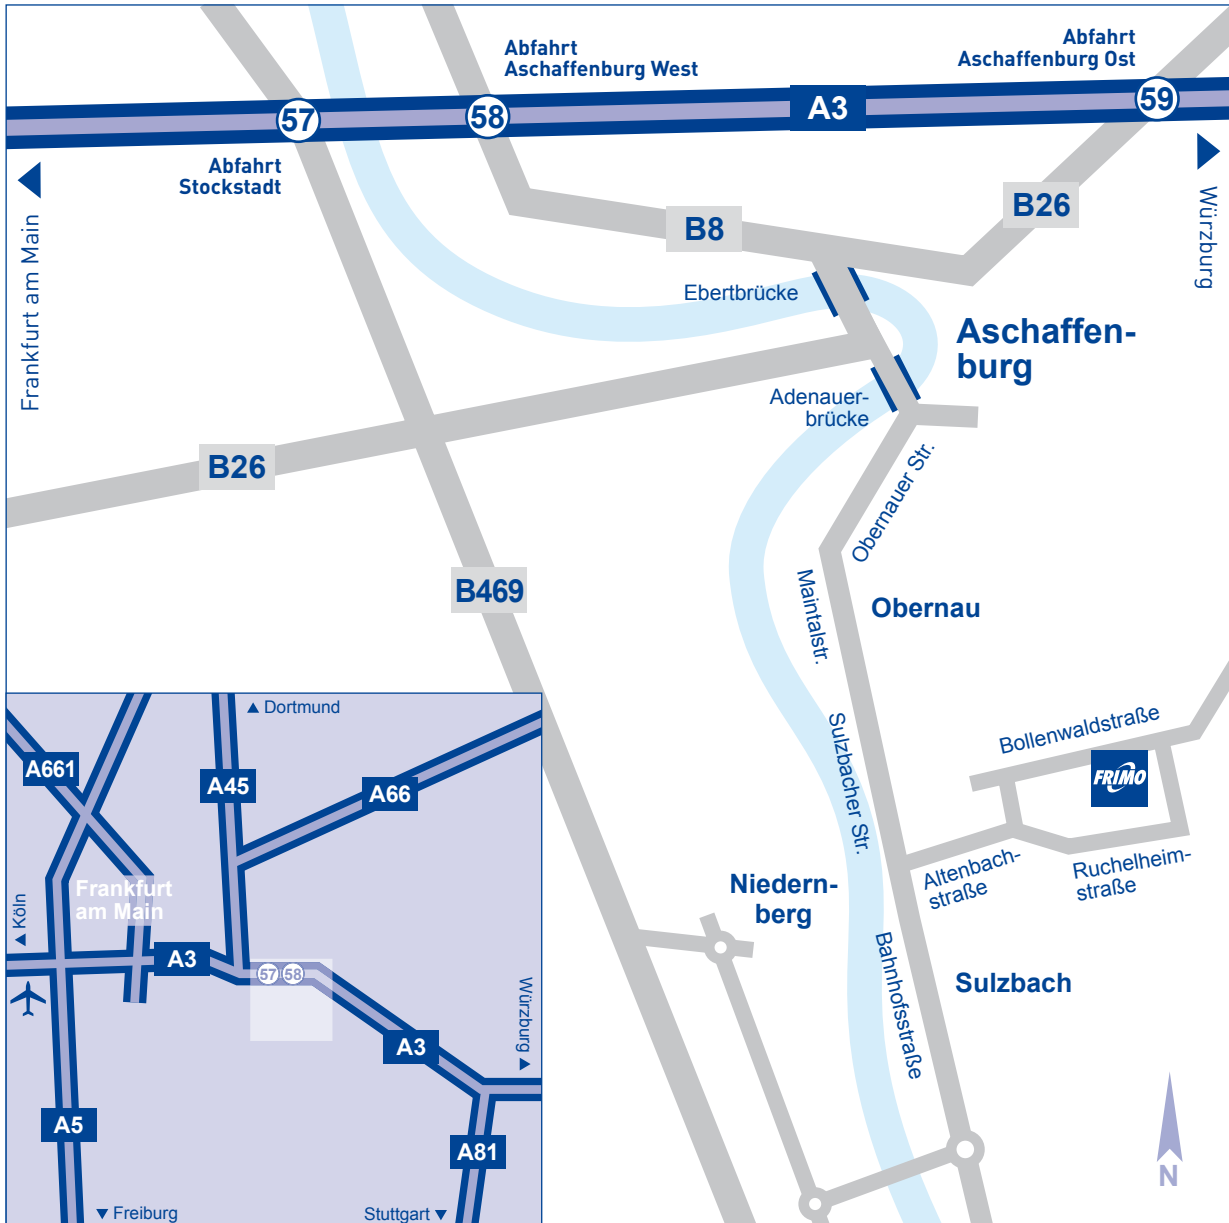 Abfahrt
Aschaffenburg West
Abfahrt
Aschaffenburg Ost
57
58
A3
59
Abfahrt
Stockstadt
Frankfurt am Main
Würzburg
B8
B26
Ebertbrücke
Aschaffen-
burg
Adenauer-
brücke
B26
Obernauer Str.
B469
Maintalstr.
Obernau
Sulzbacher Str.
Bollenwaldstraße
FRIMO
Altenbach-
straße
Ruchelheim-
straße
Niedern-
berg
Bahnhofsstraße
Sulzbach
N
Dortmund
A661
A45
A66
Frankfurt
am Main
Köln
A3
57
58
Würzburg
A3
A5
A81
Freiburg
Stuttgart